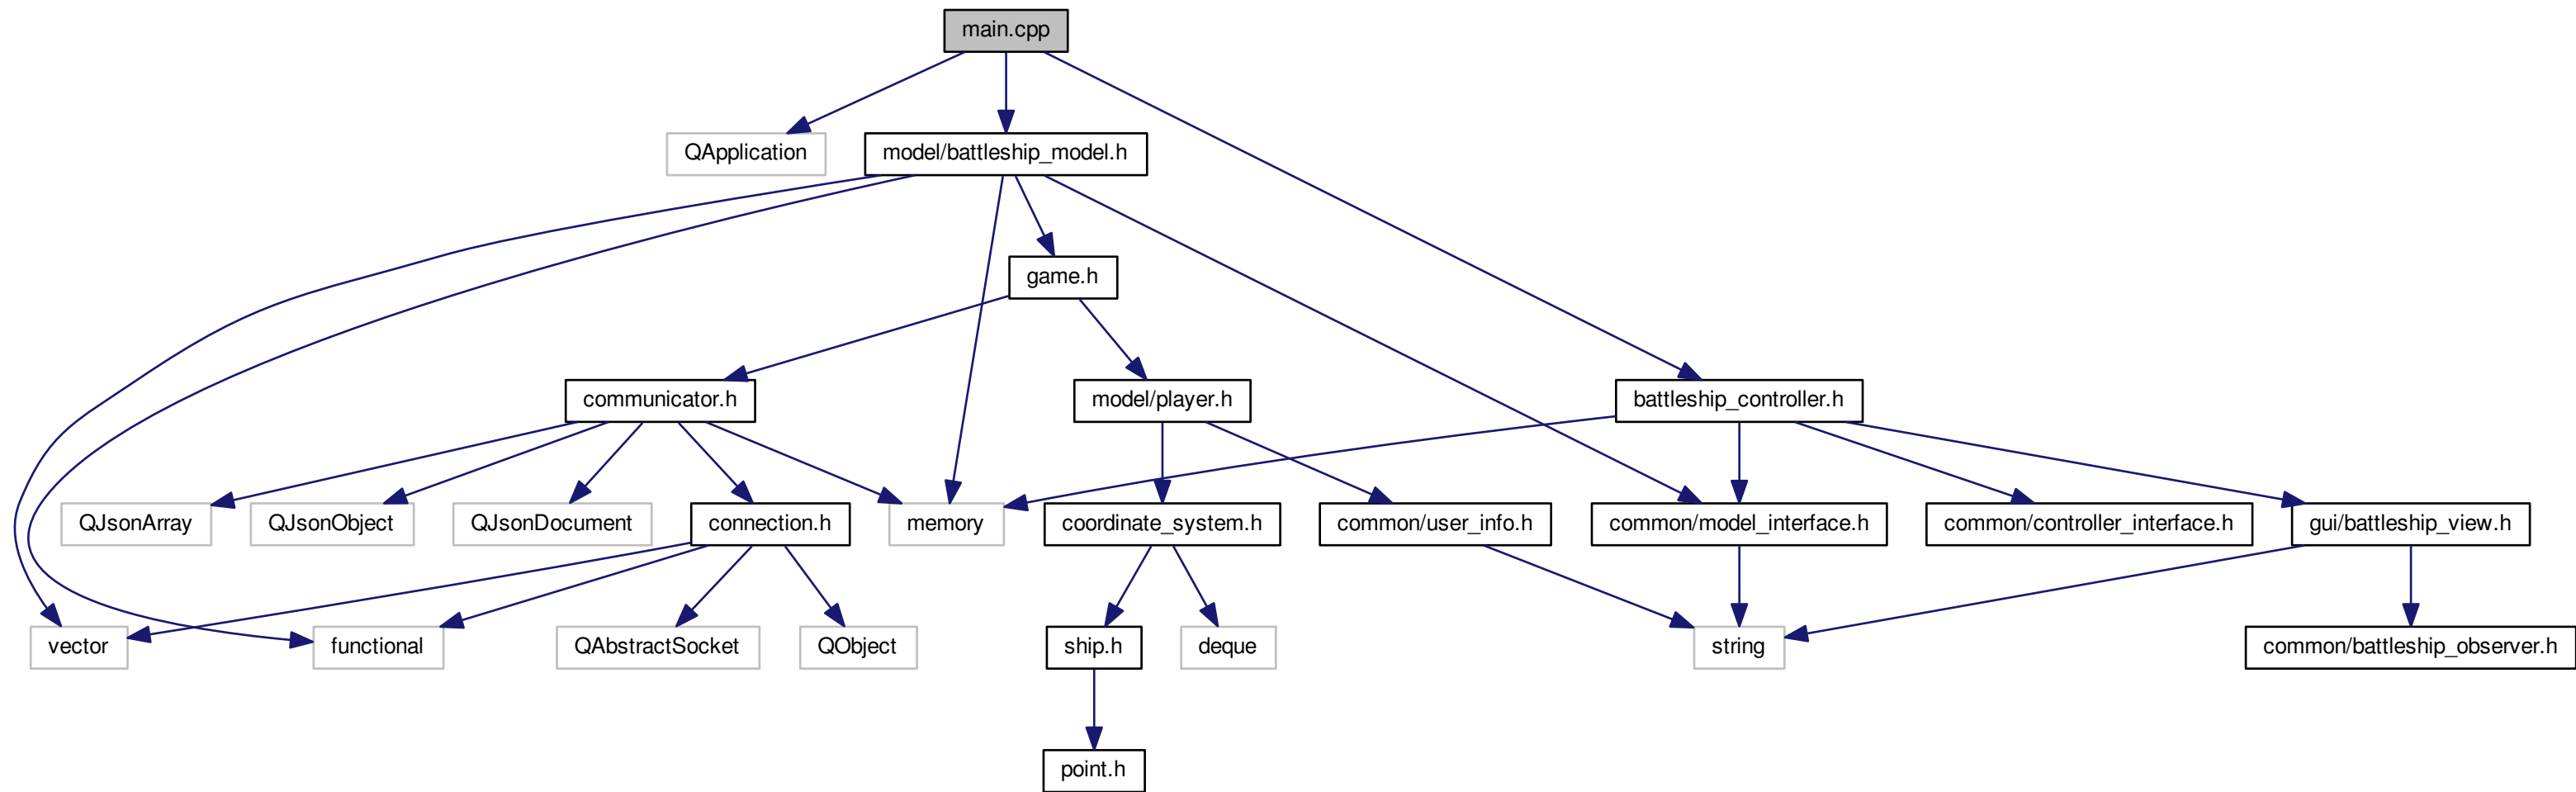 main.cpp
QApplication
model/battleship_model.h
game.h
communicator.h
model/player.h
battleship_controller.h
QJsonArray
QJsonObject
QJsonDocument
connection.h
memory
coordinate_system.h
common/user_info.h
common/model_interface.h
common/controller_interface.h
gui/battleship_view.h
vector
functional
QAbstractSocket
QObject
ship.h
deque
string
common/battleship_observer.h
point.h